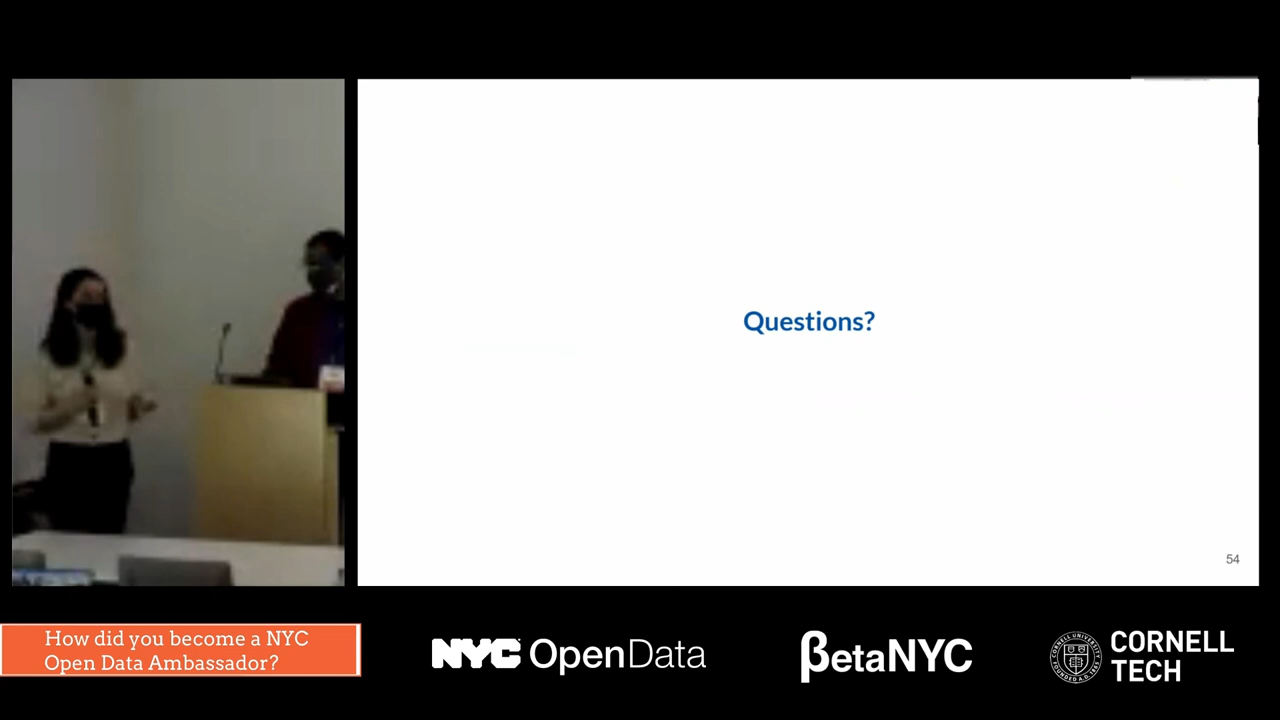 Questions?
54
How did you become a NYC
Open Data Ambassador?
NYC OpenData
βetaNYC
CORNELL
TECH